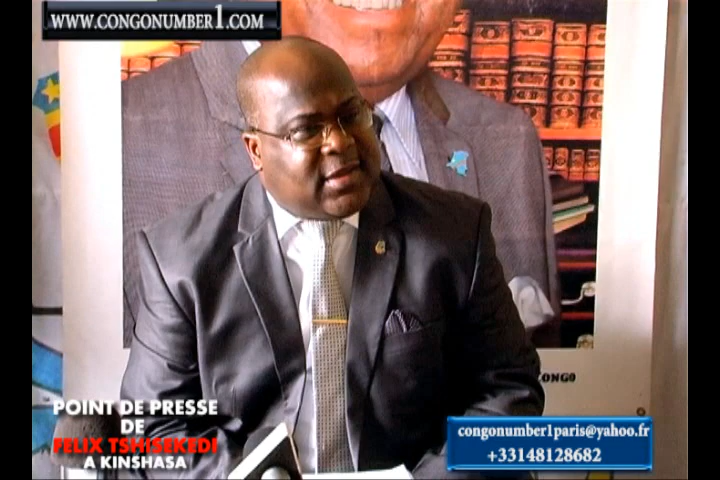 WWW.CONGONUMBER1.COM
CONGO
POINT DE PRESSE
DE
FELIX TSHISEKEDI
A KINSHASA
congonumber1paris@yahoo.fr
+33148128682